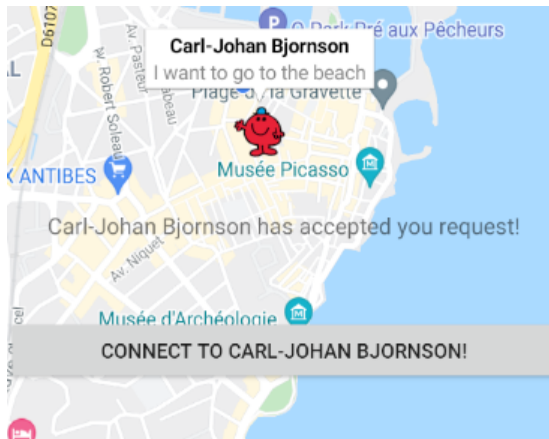 D6107
P
O Park Pré aux Pêcheurs
Carl-Johan Bjornson
I want to go to the beach
Av. Pasteur
Av. Robert Soleau
Plage de la Gravette
ANTIBES
Musée Picasso
Carl-Johan Bjornson has accepted you request!
Av. Niquet
Musée d'Archéologie
CONNECT TO CARL-JOHAN BJORNSON!